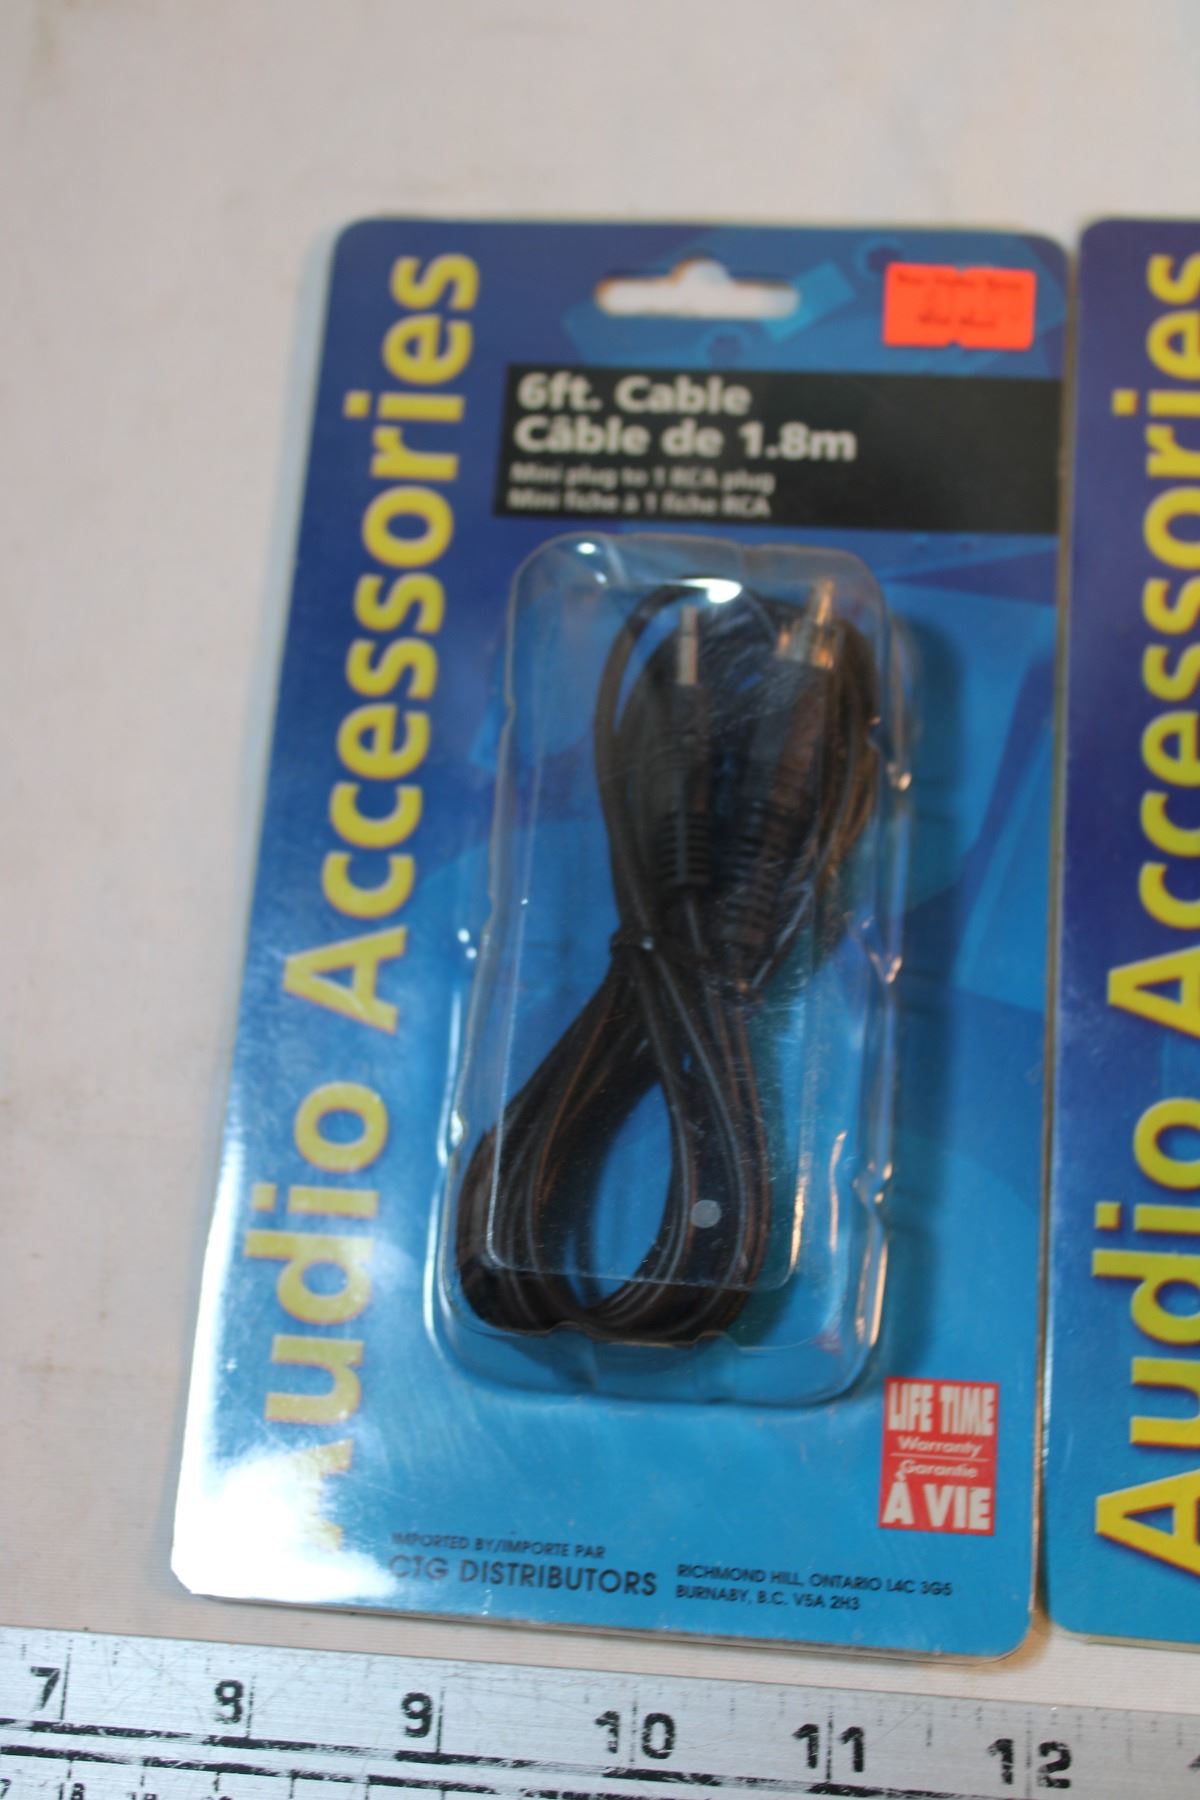 Audio Accessories
6ft. Cable
Câble de 1.8m
Mini plug to 1 RCA plug
Mini fiche à 1 fiche RCA
LIFE TIME
Warranty
Garantie
À VIE
IMPORTED BY/IMPORTE PAR
CTG DISTRIBUTORS
RICHMOND HILL, ONTARIO L4C 3G5
BURNABY, B.C. V5A 2H3
Audio Accessories
7 8 9 10 11 12